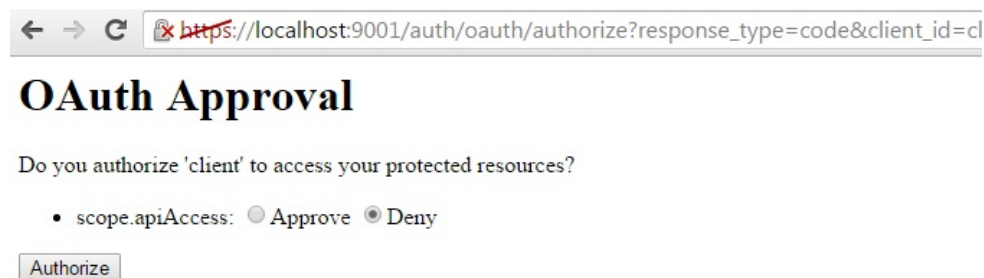 https://localhost:9001/auth/oauth/authorize?response_type=code&client_id=cl
OAuth Approval
Do you authorize 'client' to access your protected resources?
• scope.apiAccess: Approve Deny
Authorize